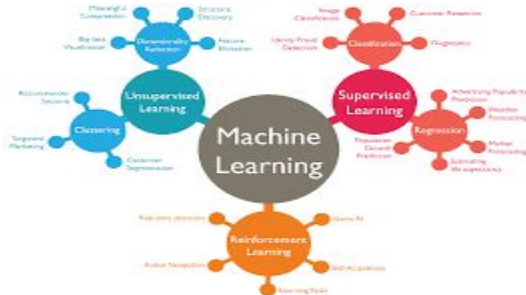 Meaningful
Compression
Structure
Discovery
Big data
Visualisation
Dimensionality
Reduction
Feature
Elicitation
Unsupervised
Learning
Recommender
Systems
Clustering
Targeted
Marketing
Customer
Segmentation
Machine
Learning
Image
Classification
Customer Retention
Identity Fraud
Detection
Classification
Diagnostics
Supervised
Learning
Advertising Popularity
Prediction
Weather
Forecasting
Regression
Population
Growth
Prediction
Market
Forecasting
Estimating
life expectancy
Real-time decisions
Game AI
Reinforcement
Learning
Robot Navigation
Skill Acquisition
Learning Tasks